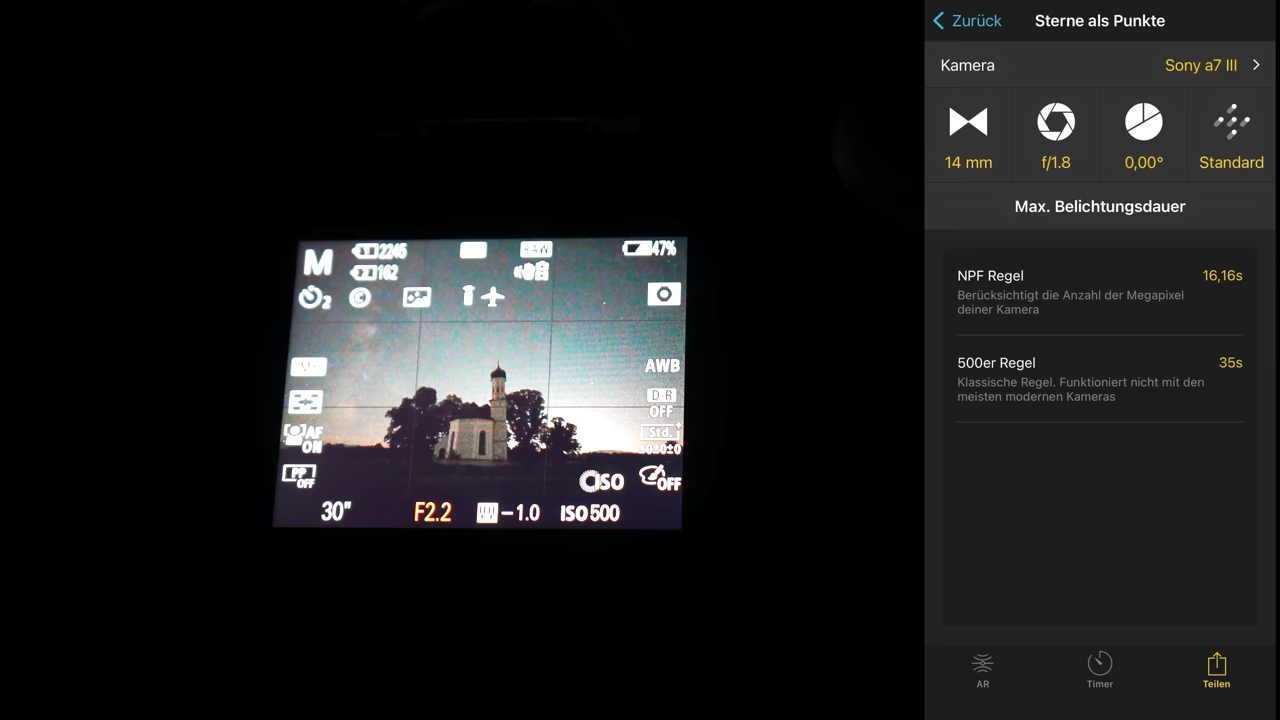 M
2245
47%
162
2
C
AWB
D-R
OFF
AF
ON
Std.
PP
OFF
ISO
OFF
30"
F2.2
-1.0
ISO 500
Zurück
Sterne als Punkte
Kamera
Sony a7 III
14 mm
f/1.8
0,00°
Standard
Max. Belichtungsdauer
NPF Regel
16,16s
Berücksichtigt die Anzahl der Megapixel
deiner Kamera
500er Regel
35s
Klassische Regel. Funktioniert nicht mit den
meisten modernen Kameras
AR
Timer
Teilen